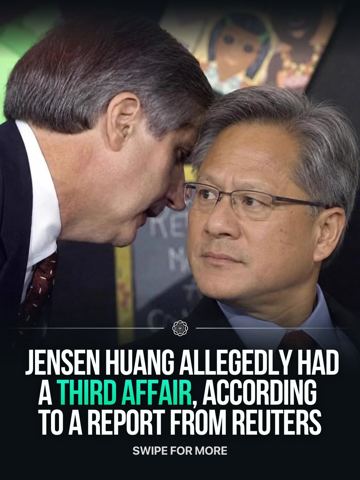 JENSEN HUANG ALLEGEDLY HAD
A THIRD AFFAIR, ACCORDING
TO A REPORT FROM REUTERS
SWIPE FOR MORE